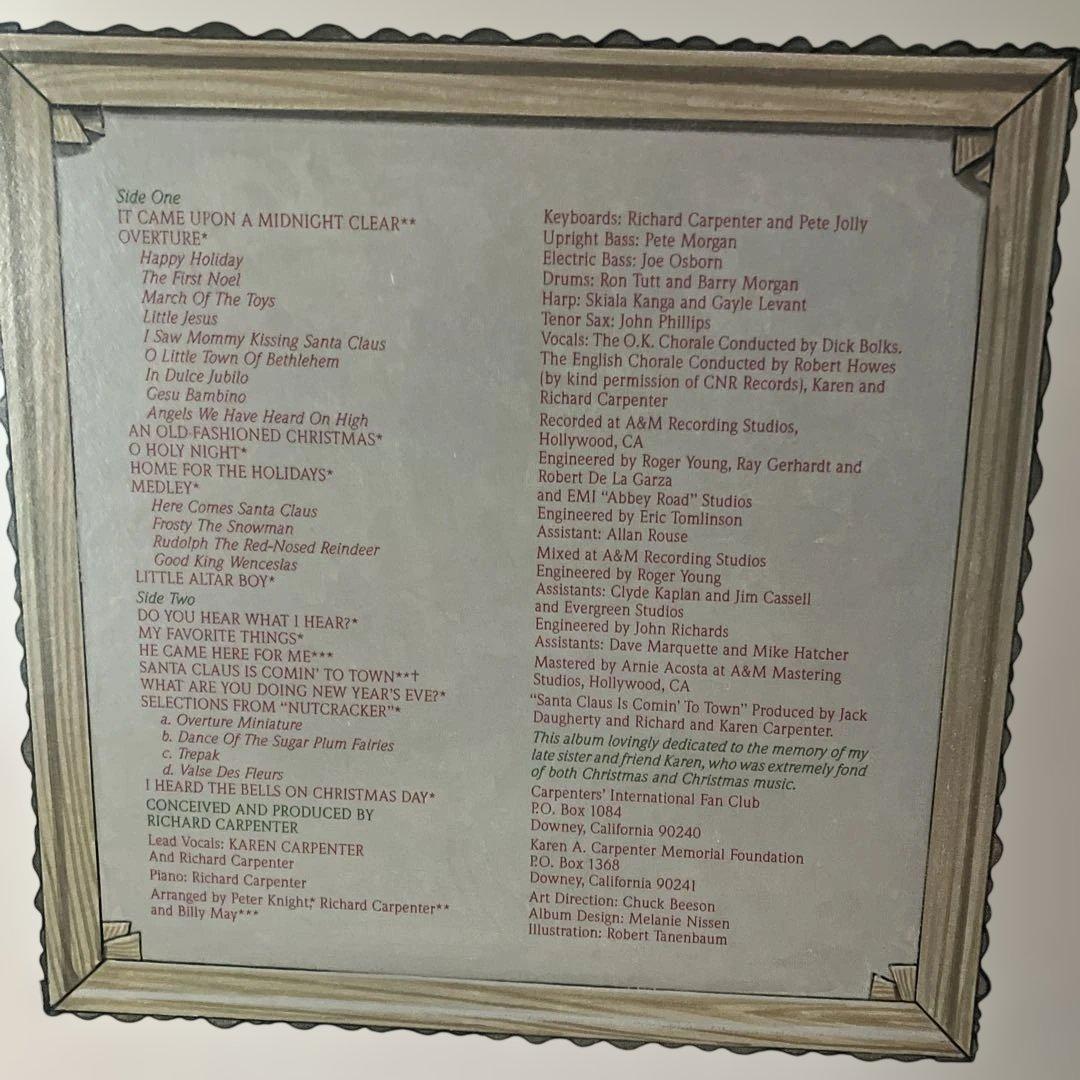 Side One
IT CAME UPON A MIDNIGHT CLEAR**
OVERTURE*
Happy Holiday
The First Noel
March Of The Toys
Little Jesus
I Saw Mommy Kissing Santa Claus
O Little Town Of Bethlehem
In Dulce Jubilo
Gesu Bambino
Angels We Have Heard On High
AN OLD-FASHIONED CHRISTMAS*
O HOLY NIGHT*
HOME FOR THE HOLIDAYS*
MEDLEY*
Here Comes Santa Claus
Frosty The Snowman
Rudolph The Red-Nosed Reindeer
Good King Wenceslas
LITTLE ALTAR BOY*
Side Two
DO YOU HEAR WHAT I HEAR?*
MY FAVORITE THINGS*
HE CAME HERE FOR ME***
SANTA CLAUS IS COMIN' TO TOWN**†
WHAT ARE YOU DOING NEW YEAR'S EVE?*
SELECTIONS FROM "NUTCRACKER"*
a. Overture Miniature
b. Dance Of The Sugar Plum Fairies
c. Trepak
d. Valse Des Fleurs
I HEARD THE BELLS ON CHRISTMAS DAY*
CONCEIVED AND PRODUCED BY
RICHARD CARPENTER
Lead Vocals: KAREN CARPENTER
And Richard Carpenter
Piano: Richard Carpenter
Arranged by Peter Knight,* Richard Carpenter**
and Billy May***
Keyboards: Richard Carpenter and Pete Jolly
Upright Bass: Pete Morgan
Electric Bass: Joe Osborn
Drums: Ron Tutt and Barry Morgan
Harp: Skiala Kanga and Gayle Levant
Tenor Sax: John Phillips
Vocals: The O.K. Chorale Conducted by Dick Bolks.
The English Chorale Conducted by Robert Howes
(by kind permission of CNR Records), Karen and
Richard Carpenter
Recorded at A&M Recording Studios,
Hollywood, CA
Engineered by Roger Young, Ray Gerhardt and
Robert De La Garza
and EMI "Abbey Road" Studios
Engineered by Eric Tomlinson
Assistant: Allan Rouse
Mixed at A&M Recording Studios
Engineered by Roger Young
Assistants: Clyde Kaplan and Jim Cassell
and Evergreen Studios
Engineered by John Richards
Assistants: Dave Marquette and Mike Hatcher
Mastered by Arnie Acosta at A&M Mastering
Studios, Hollywood, CA
"Santa Claus Is Comin' To Town" Produced by Jack
Daugherty and Richard and Karen Carpenter.
This album lovingly dedicated to the memory of my
late sister and friend Karen, who was extremely fond
of both Christmas and Christmas music.
Carpenters' International Fan Club
P.O. Box 1084
Downey, California 90240
Karen A. Carpenter Memorial Foundation
P.O. Box 1368
Downey, California 90241
Art Direction: Chuck Beeson
Album Design: Melanie Nissen
Illustration: Robert Tanenbaum